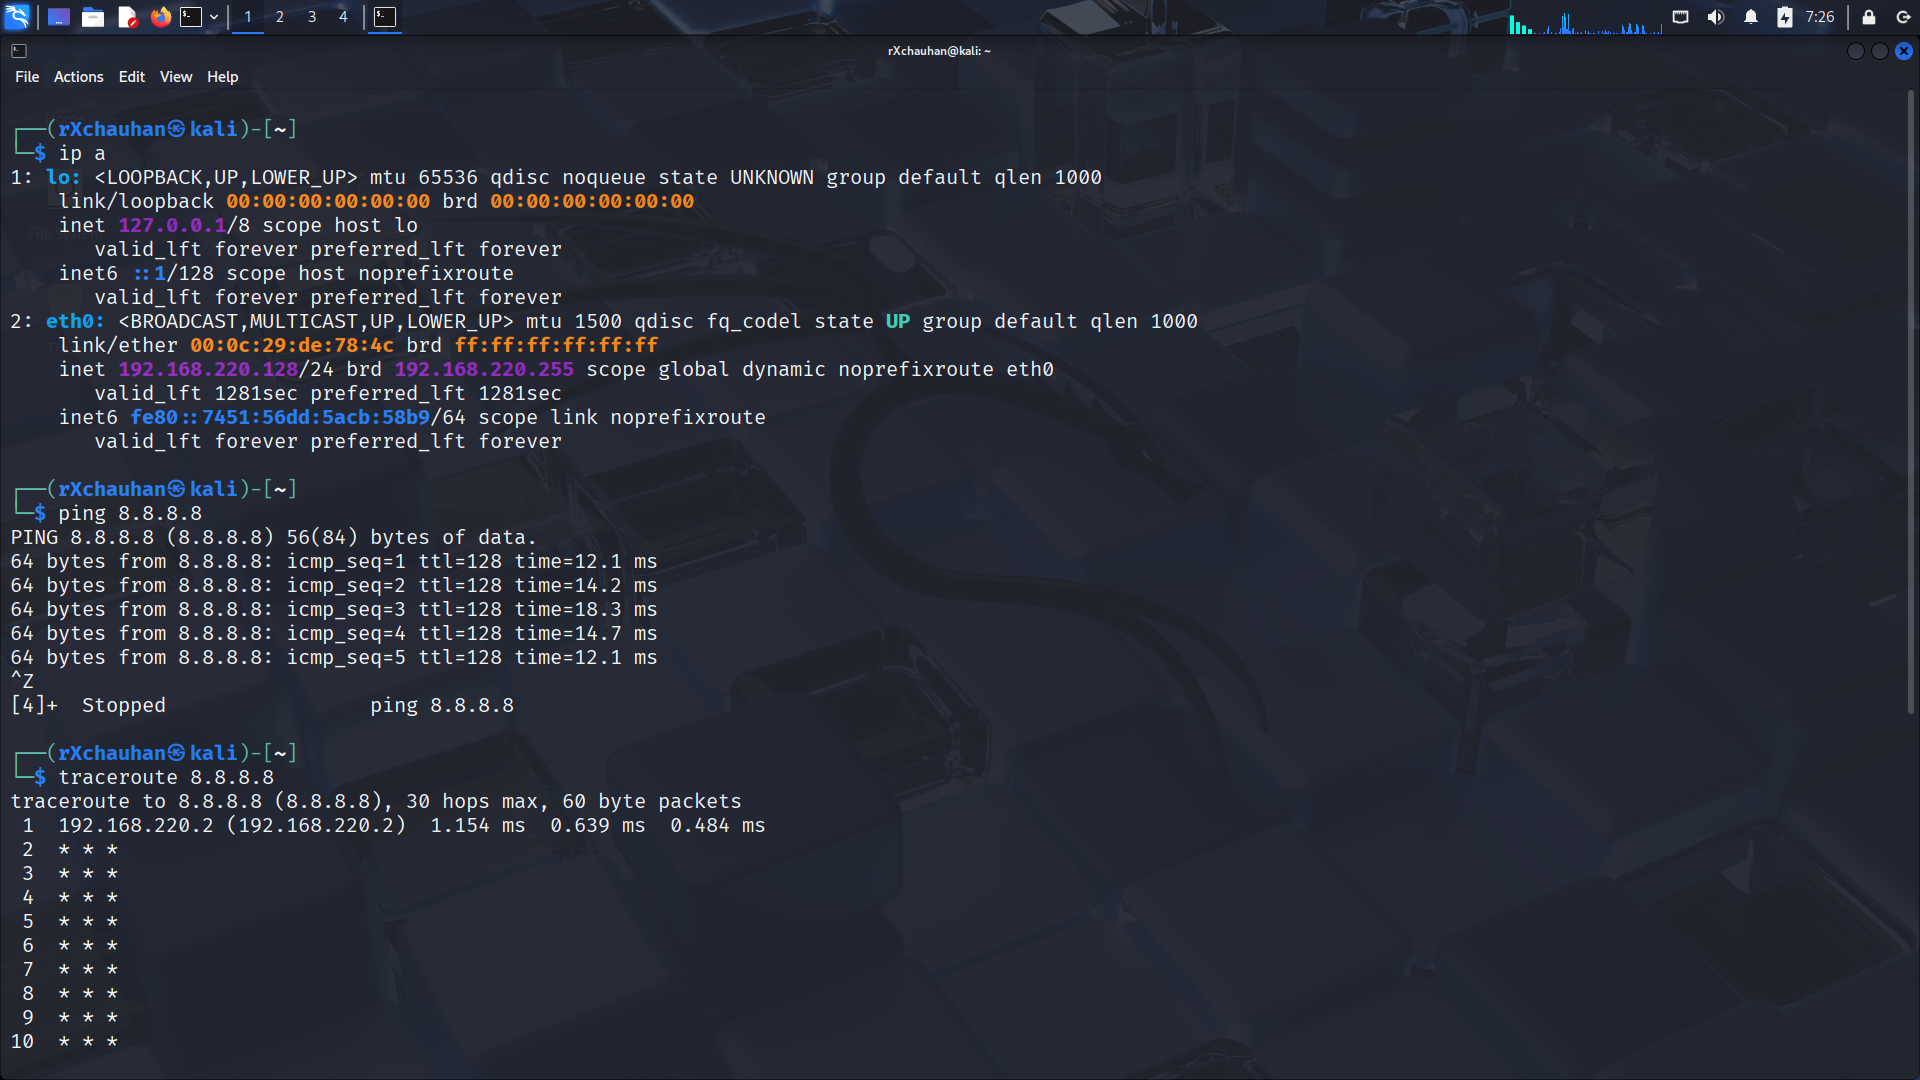 1 2 3 4
7:26
rXchauhan@kali: ~
File Actions Edit View Help
┌──(rXchauhan㉿kali)-[~]
└─$ ip a
1: lo: <LOOPBACK,UP,LOWER_UP> mtu 65536 qdisc noqueue state UNKNOWN group default qlen 1000
    link/loopback 00:00:00:00:00:00 brd 00:00:00:00:00:00
    inet 127.0.0.1/8 scope host lo
       valid_lft forever preferred_lft forever
    inet6 ::1/128 scope host noprefixroute
       valid_lft forever preferred_lft forever
2: eth0: <BROADCAST,MULTICAST,UP,LOWER_UP> mtu 1500 qdisc fq_codel state UP group default qlen 1000
    link/ether 00:0c:29:de:78:4c brd ff:ff:ff:ff:ff:ff
    inet 192.168.220.128/24 brd 192.168.220.255 scope global dynamic noprefixroute eth0
       valid_lft 1281sec preferred_lft 1281sec
    inet6 fe80::7451:56dd:5acb:58b9/64 scope link noprefixroute
       valid_lft forever preferred_lft forever
┌──(rXchauhan㉿kali)-[~]
└─$ ping 8.8.8.8
PING 8.8.8.8 (8.8.8.8) 56(84) bytes of data.
64 bytes from 8.8.8.8: icmp_seq=1 ttl=128 time=12.1 ms
64 bytes from 8.8.8.8: icmp_seq=2 ttl=128 time=14.2 ms
64 bytes from 8.8.8.8: icmp_seq=3 ttl=128 time=18.3 ms
64 bytes from 8.8.8.8: icmp_seq=4 ttl=128 time=14.7 ms
64 bytes from 8.8.8.8: icmp_seq=5 ttl=128 time=12.1 ms
^Z
[4]+  Stopped                 ping 8.8.8.8
┌──(rXchauhan㉿kali)-[~]
└─$ traceroute 8.8.8.8
traceroute to 8.8.8.8 (8.8.8.8), 30 hops max, 60 byte packets
 1  192.168.220.2 (192.168.220.2)  1.154 ms  0.639 ms  0.484 ms
 2  * * *
 3  * * *
 4  * * *
 5  * * *
 6  * * *
 7  * * *
 8  * * *
 9  * * *
10  * * *